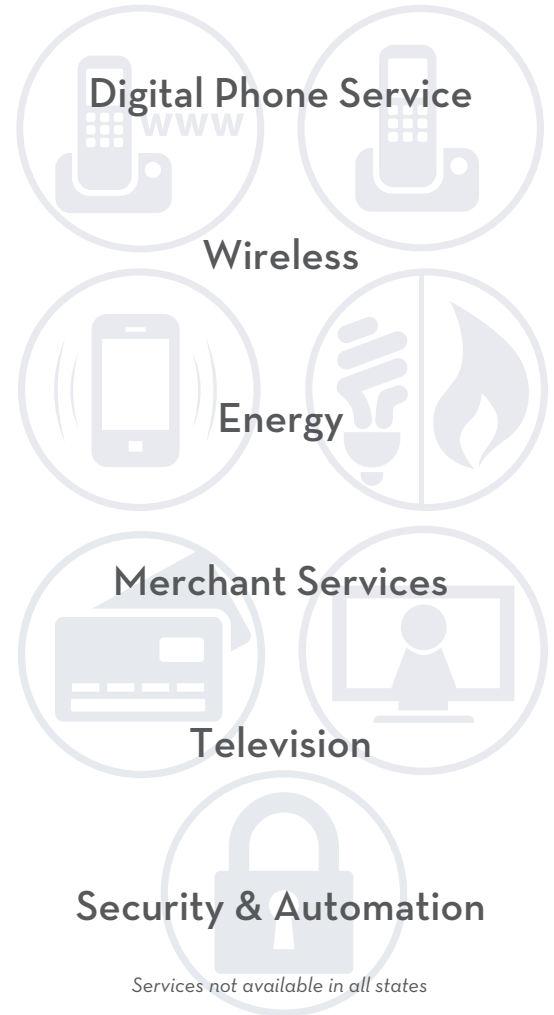 Digital Phone Service
www
Wireless
Energy
Merchant Services
Television
Security & Automation
Services not available in all states